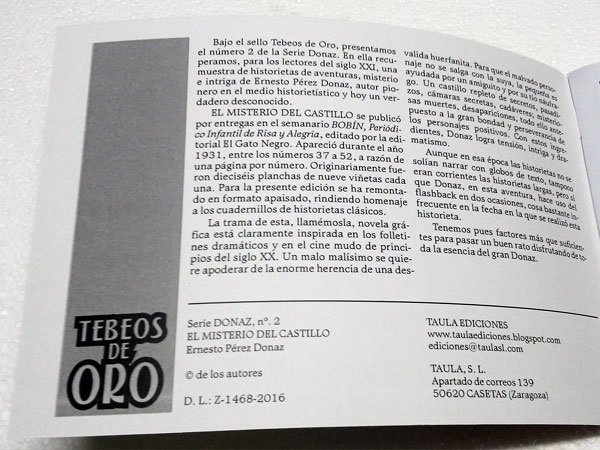 Bajo el sello Tebeos de Oro, presentamos
el número 2 de la Serie Donaz. En ella recu-
peramos, para los lectores del siglo XXI, una
muestra de historietas de aventuras, misterio
e intriga de Ernesto Pérez Donaz, autor pio-
nero en el medio historietístico y hoy un ver-
dadero desconocido.
EL MISTERIO DEL CASTILLO se publicó
por entregas en el semanario BOBÍN, Periódi-
co Infantil de Risa y Alegria, editado por la edi-
torial El Gato Negro. Apareció durante el año
1931, entre los números 37 a 52, a razón de
una página por número. Originariamente fue-
ron dieciséis planchas de nueve viñetas cada
una. Para la presente edición se ha remonta-
do en formato apaisado, rindiendo homenaje
a los cuadernillos de historietas clásicos.
La trama de esta, llamémosla, novela grá-
fica está claramente inspirada en los folleti-
nes dramáticos y en el cine mudo de princi-
pios del siglo XX. Un malo malísimo se quie-
re apoderar de la enorme herencia de una des-
valida huerfanita. Para que el malvado perso-
naje no se salga con la suya, la pequeña es
ayudada por un amiguito y por su tío náufra-
go. Un castillo repleto de secretos, pasadi-
zos, cámaras secretas, cadáveres, misterio-
sas muertes, desapariciones, todo ello ante-
puesto a la gran bondad y perseverancia de
los personajes positivos. Con estos ingre-
dientes, Donaz logra tensión, intriga y dra-
matismo.
Aunque en esa época las historietas no se
solían narrar con globos de texto, tampoco
eran corrientes las historietas largas, pero sí
que Donaz, en esta aventura, hace uso del
flashback en dos ocasiones, cosa bastante in-
frecuente en la fecha en la que se realizó esta
historieta.
Tenemos pues factores más que suficien-
tes para pasar un buen rato disfrutando de to-
da la esencia del gran Donaz.
TEBEOS
DE
ORO
Serie DONAZ, nº. 2
EL MISTERIO DEL CASTILLO
Ernesto Pérez Donaz
© de los autores
D. L.: Z-1468-2016
TAULA EDICIONES
www.taulaediciones.blogspot.com
ediciones@taulasl.com
TAULA, S. L.
Apartado de correos 139
50620 CASETAS (Zaragoza)